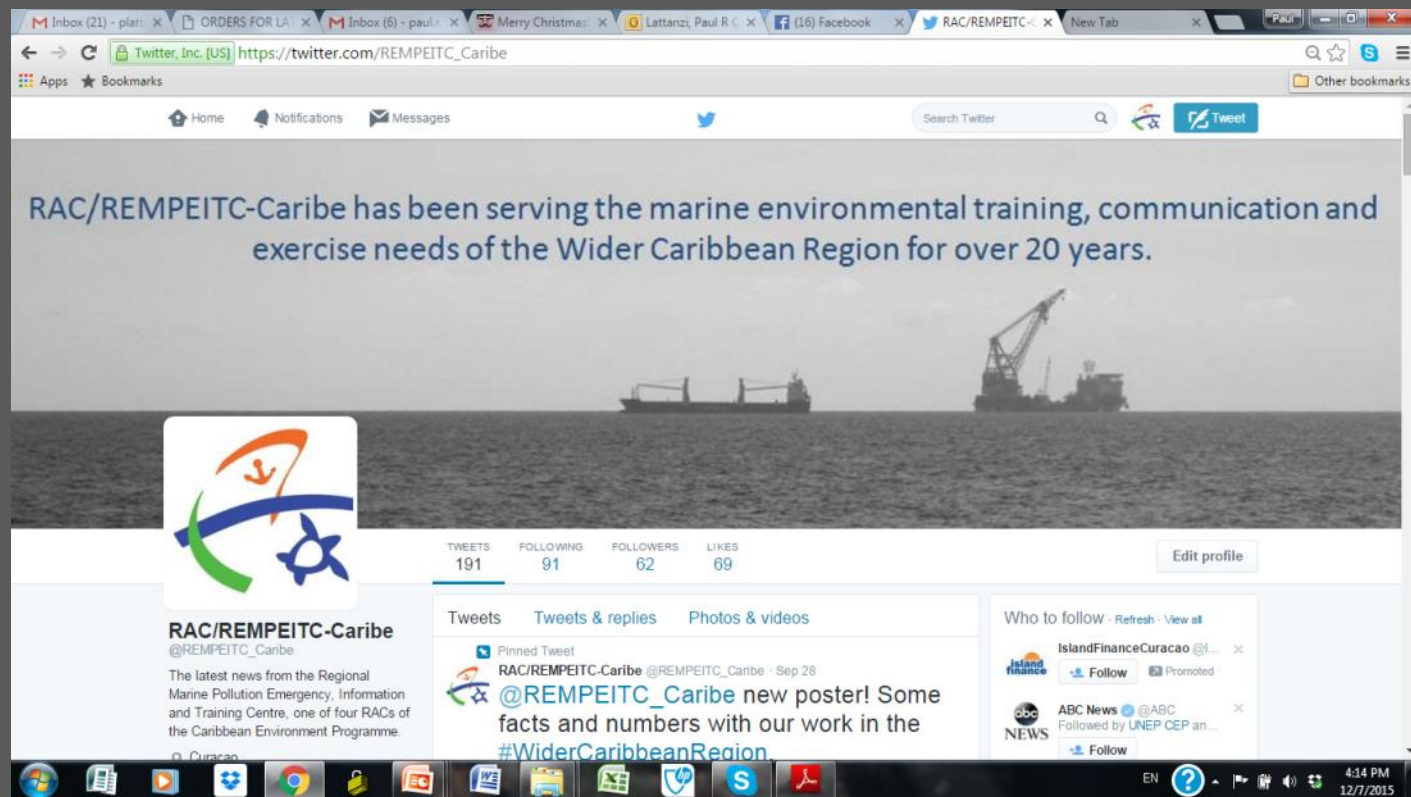 Inbox (21) - platt
ORDERS FOR LAT
Inbox (6) - paul.r
Merry Christmas
Lattanzi, Paul R C
(16) Facebook
RAC/REMPEITC-C
New Tab
Paul
Twitter, Inc. [US] https://twitter.com/REMPEITC_Caribe
Apps Bookmarks
Other bookmarks
Home Notifications Messages
Search Twitter
Tweet
RAC/REMPEITC-Caribe has been serving the marine environmental training, communication and
exercise needs of the Wider Caribbean Region for over 20 years.
TWEETS FOLLOWING FOLLOWERS LIKES
191 91 62 69
Edit profile
RAC/REMPEITC-Caribe
@REMPEITC_Caribe
The latest news from the Regional
Marine Pollution Emergency, Information
and Training Centre, one of four RACs of
the Caribbean Environment Programme.
Curacao
Tweets Tweets & replies Photos & videos
Pinned Tweet
RAC/REMPEITC-Caribe @REMPEITC_Caribe · Sep 28
@REMPEITC_Caribe new poster! Some
facts and numbers with our work in the
#WiderCaribbeanRegion.
Who to follow · Refresh · View all
island
finance
IslandFinanceCuracao @I...
Follow Promoted
abc
NEWS
ABC News @ABC
Followed by UNEP CEP an...
Follow
EN
4:14 PM
12/7/2015